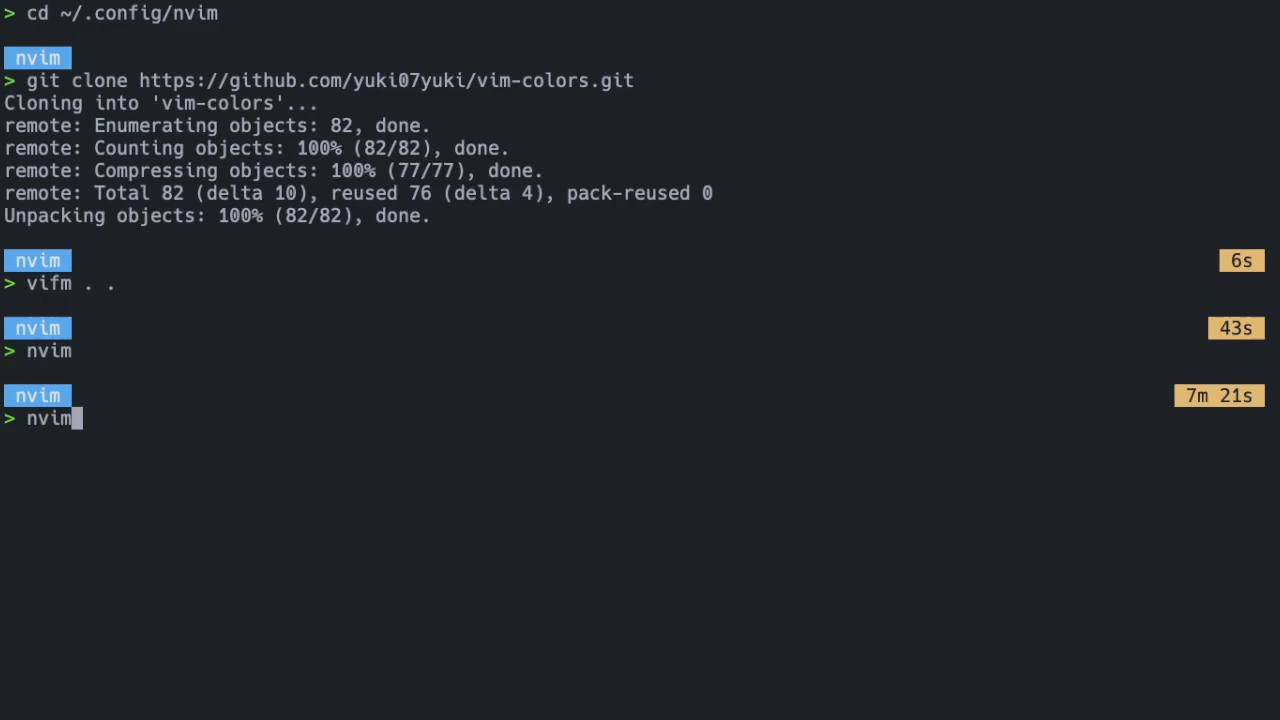 > cd ~/.config/nvim
nvim
> git clone https://github.com/yuki07yuki/vim-colors.git
Cloning into 'vim-colors'...
remote: Enumerating objects: 82, done.
remote: Counting objects: 100% (82/82), done.
remote: Compressing objects: 100% (77/77), done.
remote: Total 82 (delta 10), reused 76 (delta 4), pack-reused 0
Unpacking objects: 100% (82/82), done.
nvim 6s
> vifm . .
nvim 43s
> nvim
nvim 7m 21s
> nvim